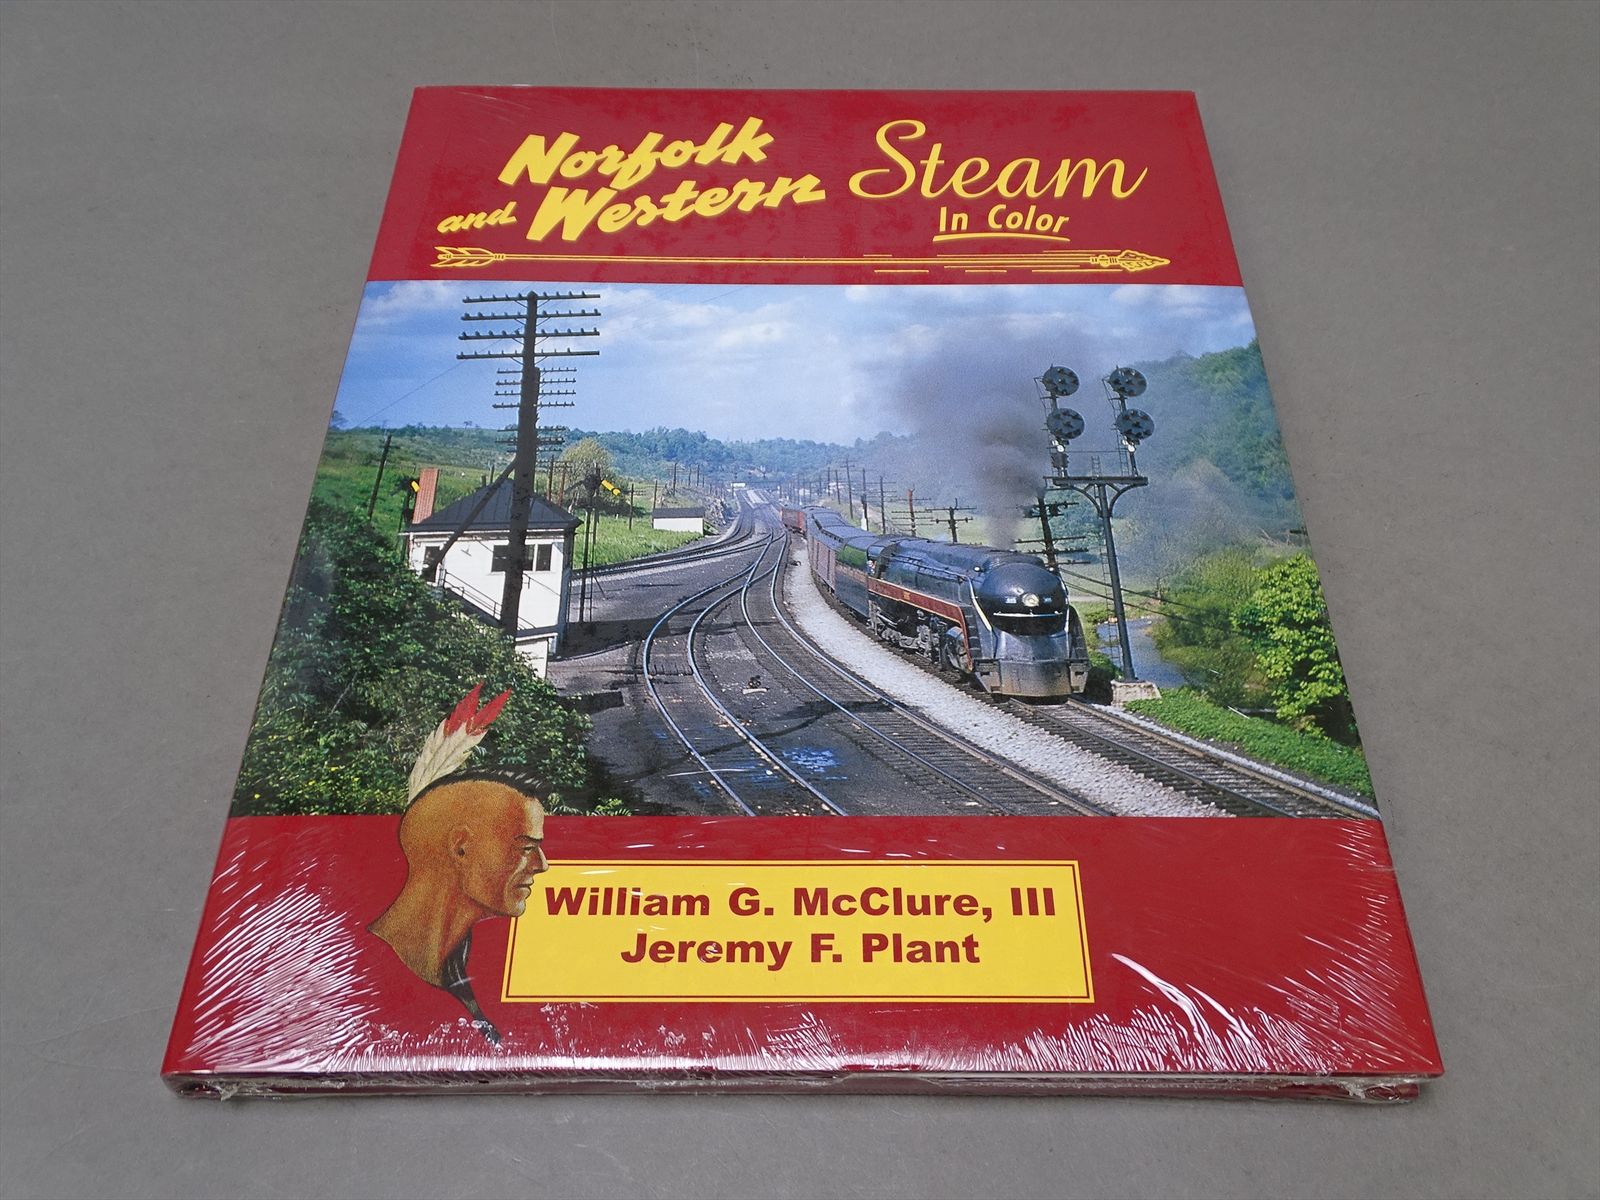 Norfolk
and Western
Steam
In Color
William G. McClure, III
Jeremy F. Plant